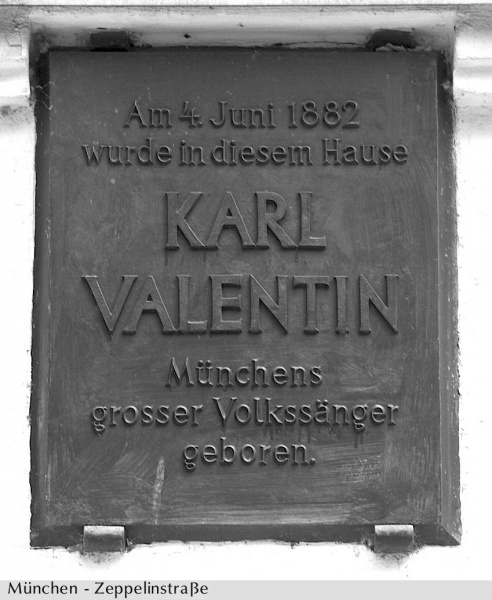 Am 4. Juni 1882
wurde in diesem Hause
KARL
VALENTIN
Münchens
grosser Volkssänger
geboren.
München - Zeppelinstraße